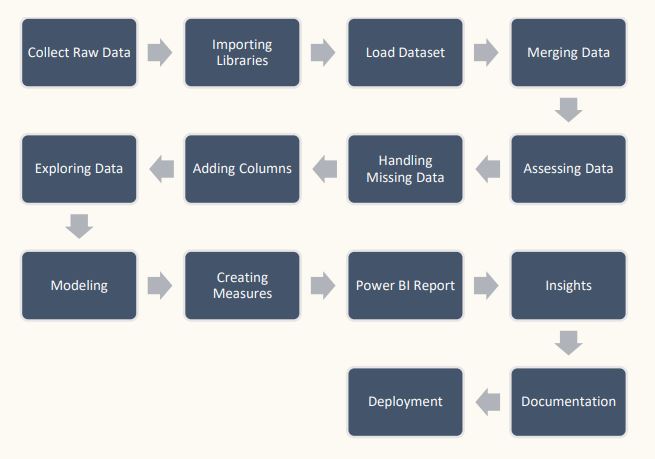 Collect Raw Data
Importing
Libraries
Load Dataset
Merging Data
Assessing Data
Handling
Missing Data
Adding Columns
Exploring Data
Modeling
Creating
Measures
Power BI Report
Insights
Documentation
Deployment